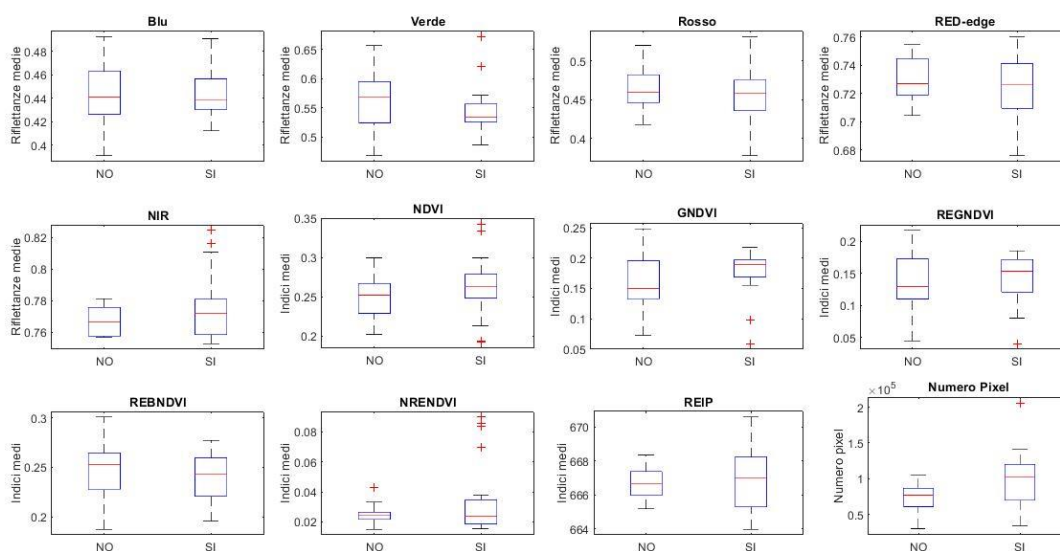 Blu
Riflettanze medie
0.48
0.46
0.44
0.42
0.4
NO
SI
Verde
Riflettanze medie
0.65
0.6
0.55
0.5
NO
SI
Rosso
Riflettanze medie
0.5
0.45
0.4
NO
SI
RED-edge
Riflettanze medie
0.76
0.74
0.72
0.7
0.68
NO
SI
NIR
Riflettanze medie
0.82
0.8
0.78
0.76
NO
SI
NDVI
Indici medi
0.35
0.3
0.25
0.2
NO
SI
GNDVI
Indici medi
0.25
0.2
0.15
0.1
0.05
NO
SI
REGNDVI
Indici medi
0.2
0.15
0.1
0.05
NO
SI
REBNDVI
Indici medi
0.3
0.25
0.2
NO
SI
NRENDVI
Indici medi
0.08
0.06
0.04
0.02
NO
SI
REIP
Indici medi
670
668
666
664
NO
SI
Numero Pixel
×10⁵
Numero pixel
2
1.5
1
0.5
NO
SI